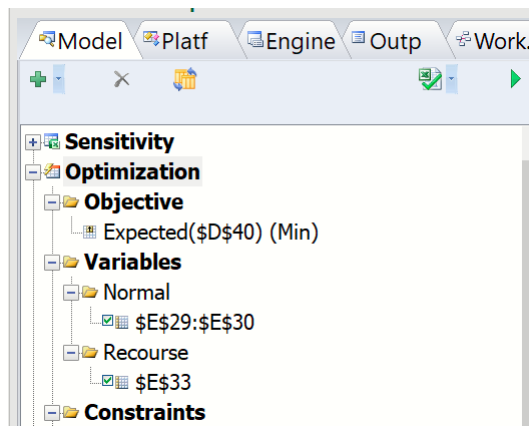 Model Platf Engine Outp Work.
Sensitivity
Optimization
Objective
Expected($D$40) (Min)
Variables
Normal
$E$29:$E$30
Recourse
$E$33
Constraints